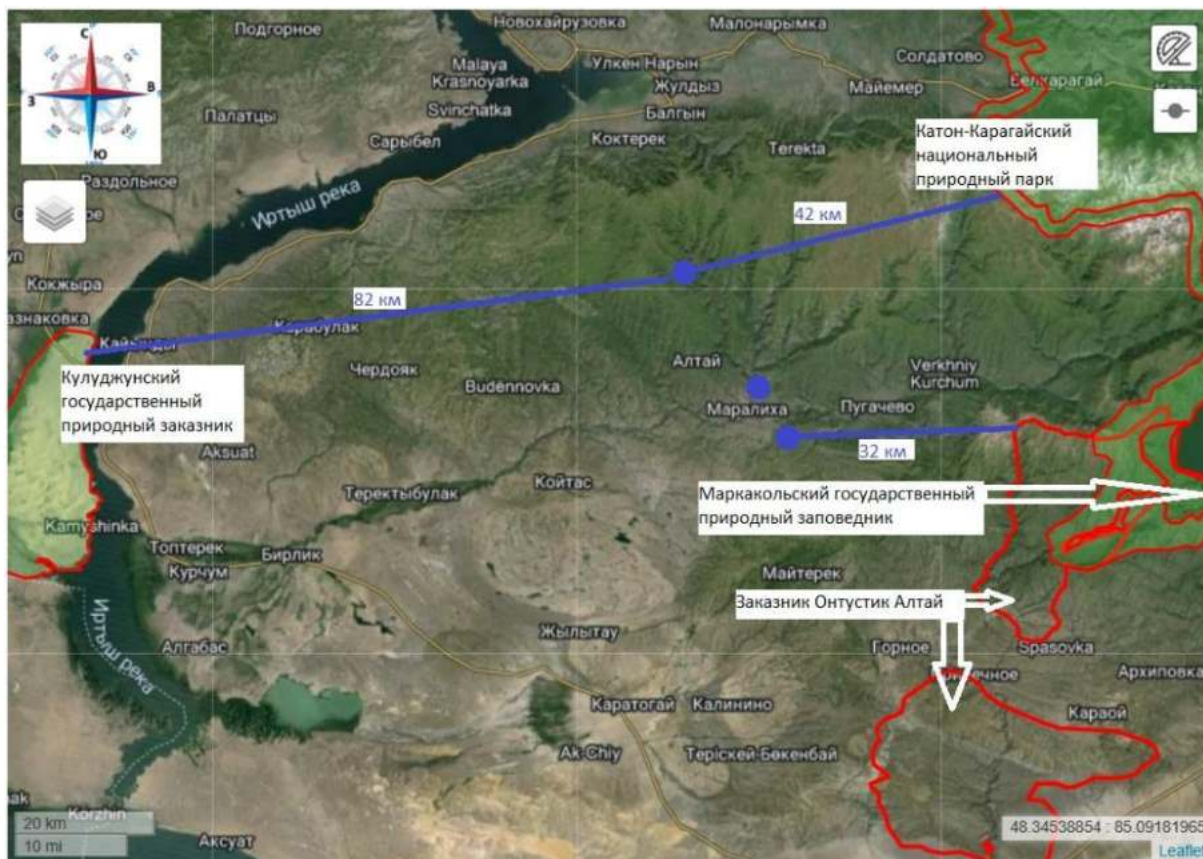 С
З
В
Ю
Подгорное
Новохайрузовка
Малонарымка
Malaya
Krasnoyarka
Улкен Нарын
Солдатово
Svinchatka
Жулдыз
Майемер
Белкарагай
Палатцы
Балгын
Сарыбел
Коктерек
Terekta
Катон-Карагайский
национальный
природный парк
Раздольное
Иртыш река
42 км
Кокжыра
82 км
Карабулак
Кайынды
Чердояк
Budënnovka
Алтай
Verkhniy
Kurchum
Кулуджунский
государственный
природный заказник
Маралиха
Пугачево
32 км
Aksuat
Теректыбулак
Койтас
Маркакольский государственный
природный заповедник
Kamyshinka
Топтерек
Бирлик
Курчум
Майтерек
Заказник Онтустик Алтай
Иртыш река
Алгабас
Жылытау
Горное
Spasovka
Архиповка
Каратогай
Калинино
Караой
Ak-Chiy
Теріскей-Бөкенбай
Korzhin
Аксуат
20 km
10 mi
48.34538854 : 85.09181965
Leaflet